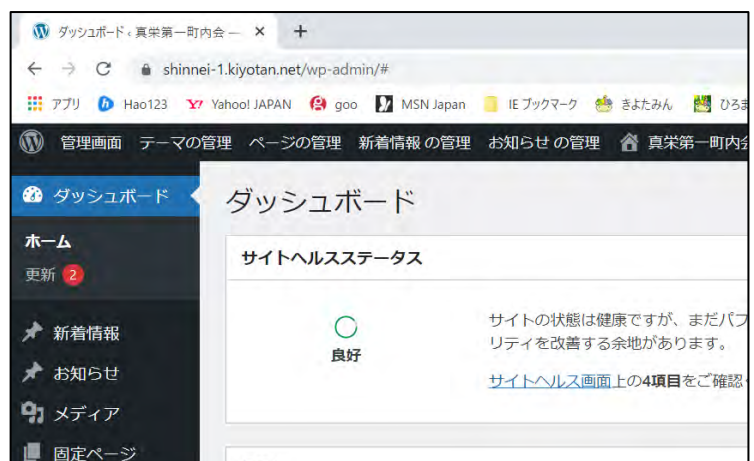 ダッシュボード ‹ 真栄第一町内会 —
shinnei-1.kiyotan.net/wp-admin/#
アプリ Hao123 Yahoo! JAPAN goo MSN Japan IE ブックマーク きよたみん ひろま
管理画面 テーマの管理 ページの管理 新着情報 の管理 お知らせ の管理 真栄第一町内会
ダッシュボード
ダッシュボード
ホーム
更新 2
サイトヘルスステータス
良好
サイトの状態は健康ですが、まだパフ
リティを改善する余地があります。
サイトヘルス画面上の4項目をご確認く
新着情報
お知らせ
メディア
固定ページ